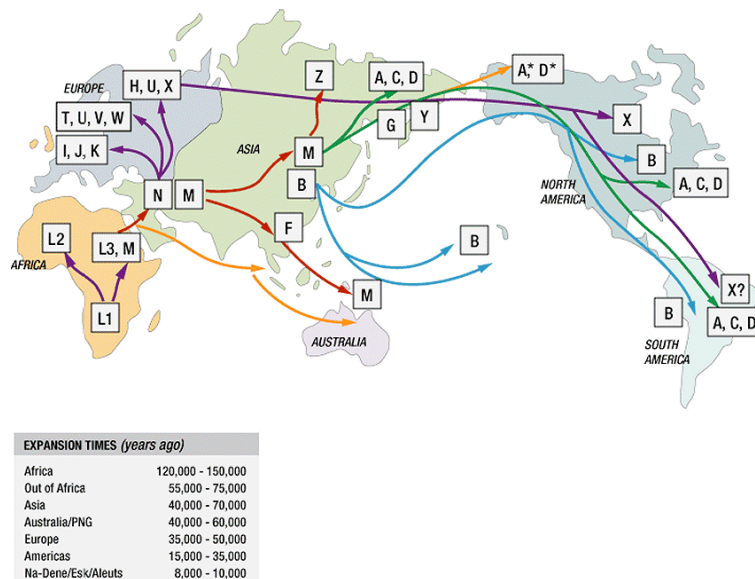 Z
A, C, D
A,* D*
EUROPE
H, U, X
T, U, V, W
G
Y
X
I, J, K
ASIA
M
B
B
N
M
NORTH
AMERICA
A, C, D
L2
L3, M
F
B
AFRICA
M
X?
L1
B
A, C, D
AUSTRALIA
SOUTH
AMERICA
EXPANSION TIMES (years ago)
Africa 120,000 - 150,000
Out of Africa 55,000 - 75,000
Asia 40,000 - 70,000
Australia/PNG 40,000 - 60,000
Europe 35,000 - 50,000
Americas 15,000 - 35,000
Na-Dene/Esk/Aleuts 8,000 - 10,000